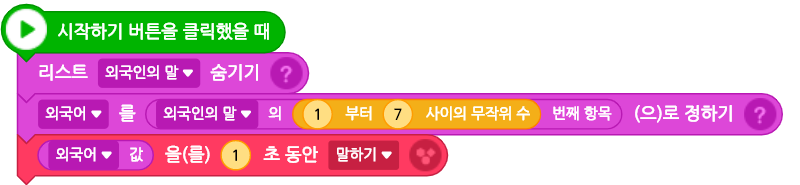 시작하기 버튼을 클릭했을 때
리스트 외국인의 말 숨기기 ?
외국어 를 외국인의 말 의 1 부터 7 사이의 무작위 수 번째 항목 (으)로 정하기 ?
외국어 값 을(를) 1 초 동안 말하기